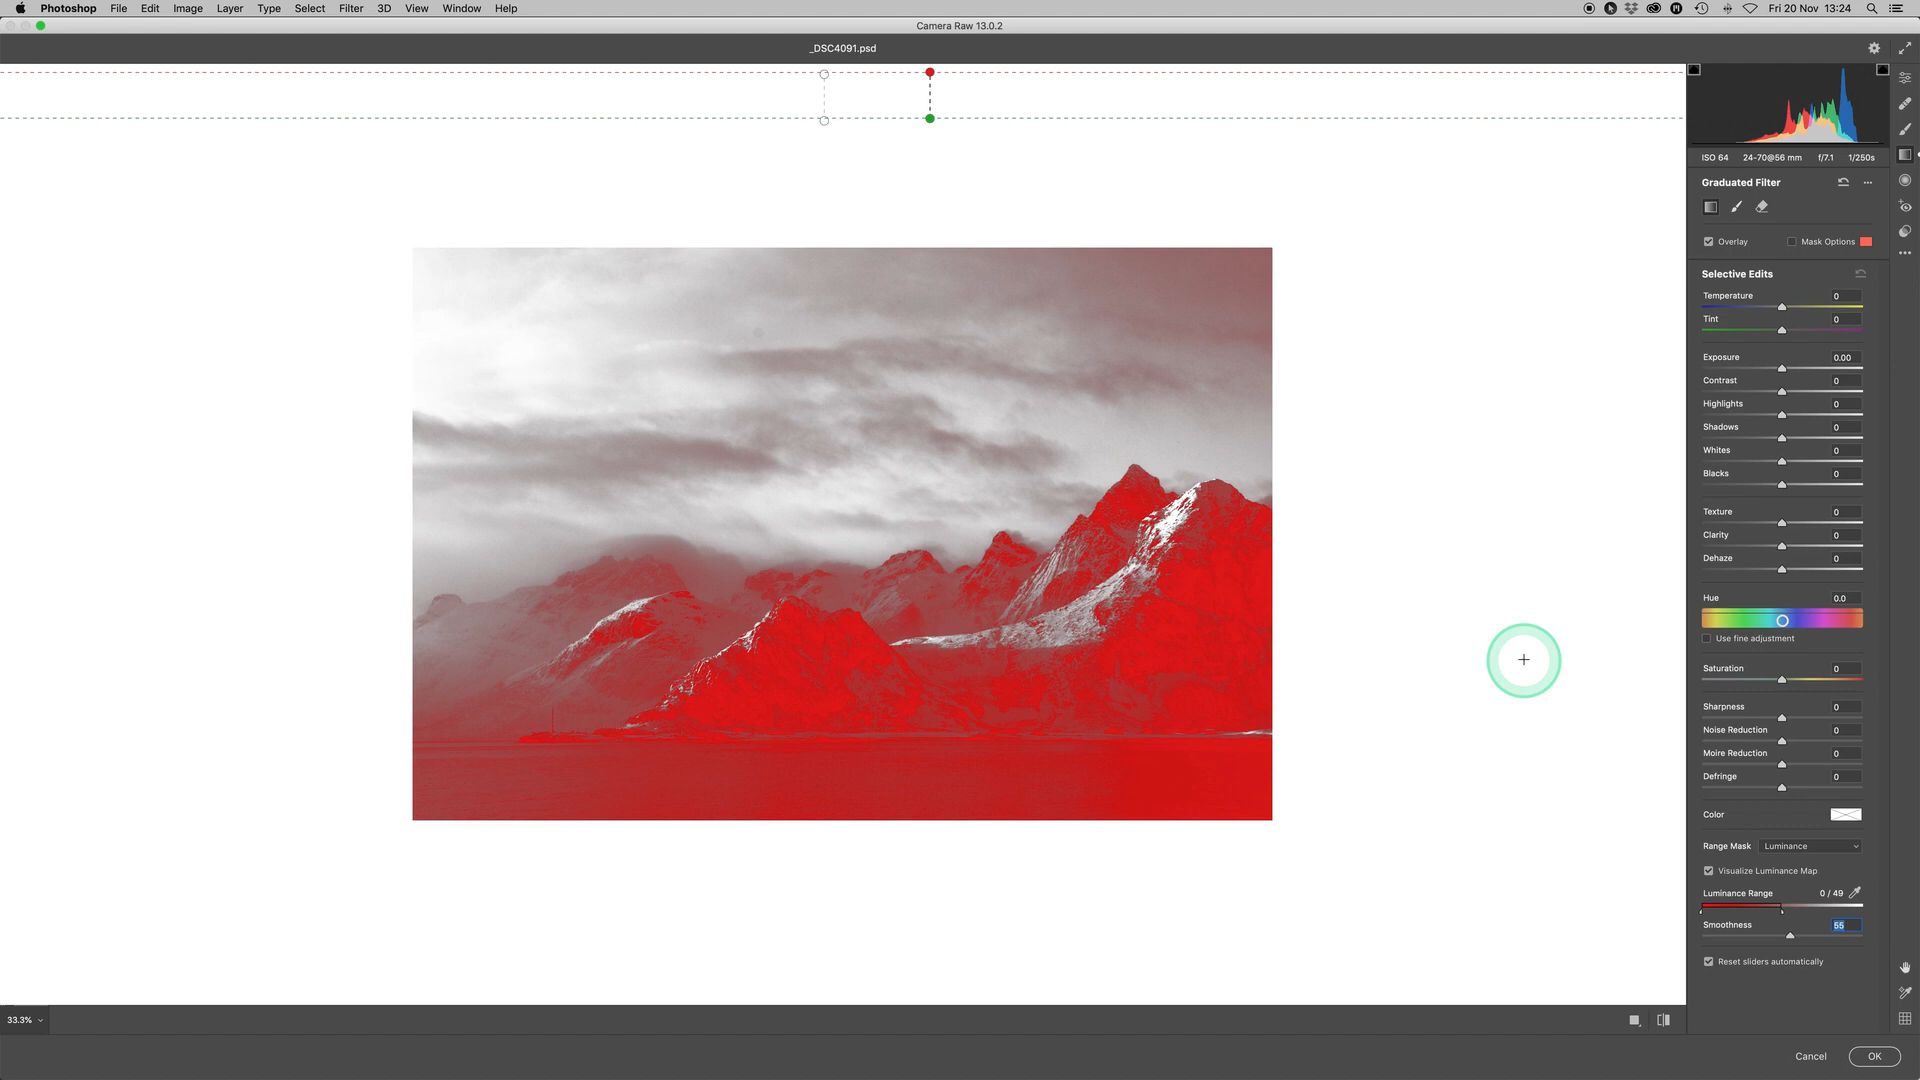 Photoshop File Edit Image Layer Type Select Filter 3D View Window Help Fri 20 Nov 13:24
Camera Raw 13.0.2
_DSC4091.psd
ISO 64 24-70@56 mm f/7.1 1/250s
Graduated Filter
Overlay Mask Options
Selective Edits
Temperature 0
Tint 0
Exposure 0.00
Contrast 0
Highlights 0
Shadows 0
Whites 0
Blacks 0
Texture 0
Clarity 0
Dehaze 0
Hue 0.0
Use fine adjustment
Saturation 0
Sharpness 0
Noise Reduction 0
Moire Reduction 0
Defringe 0
Color
Range Mask Luminance
Visualize Luminance Map
Luminance Range 0 / 49
Smoothness 55
Reset sliders automatically
33.3%
Cancel OK